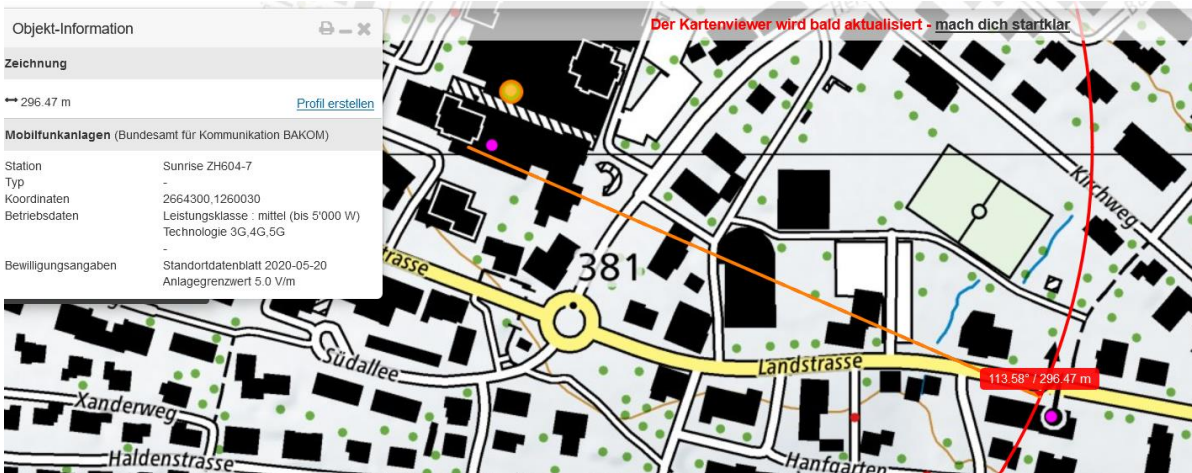 Objekt-Information
Der Kartenviewer wird bald aktualisiert - mach dich startklar
Zeichnung
296.47 m
Profil erstellen
Mobilfunkanlagen (Bundesamt für Kommunikation BAKOM)
Station Sunrise ZH604-7
Typ -
Koordinaten 2664300,1260030
Betriebsdaten Leistungsklasse : mittel (bis 5'000 W)
Technologie 3G,4G,5G
-
Bewilligungsangaben Standortdatenblatt 2020-05-20
Anlagegrenzwert 5.0 V/m
Kirchweg
trasse
381
Landstrasse
113.58° / 296.47 m
Südallee
Xanderweg
Haldenstrasse
Hanfgarten